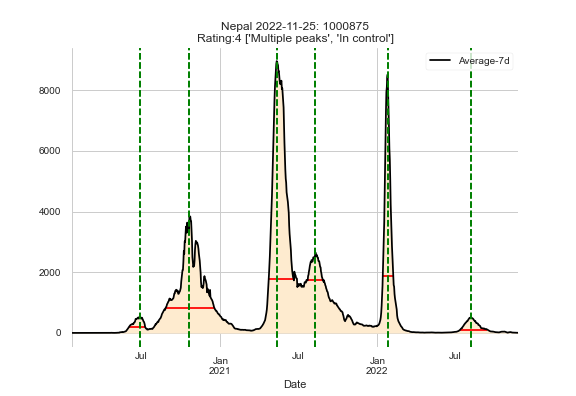 Nepal 2022-11-25: 1000875
Rating:4 ['Multiple peaks', 'In control']
Average-7d
8000
6000
4000
2000
0
Jul
Jan
2021
Jul
Jan
2022
Jul
Date